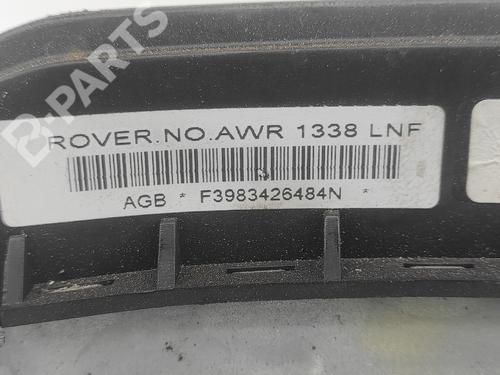 B-PARTS
ROVER.NO.AWR 1338 LNF
AGB * F3983426484N *